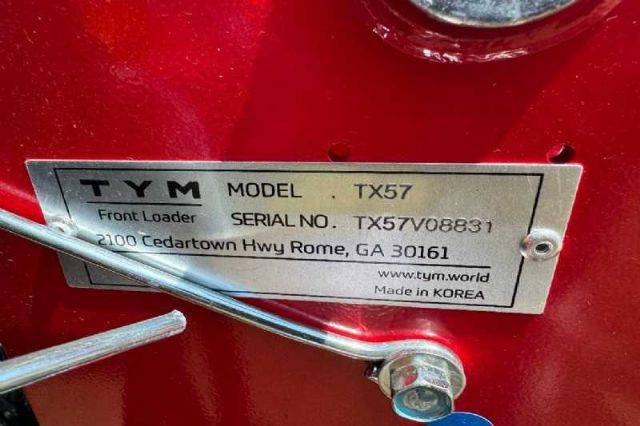 TYM MODEL . TX57
Front Loader SERIAL NO. TX57V08831
2100 Cedartown Hwy Rome, GA 30161
www.tym.world
Made in KOREA